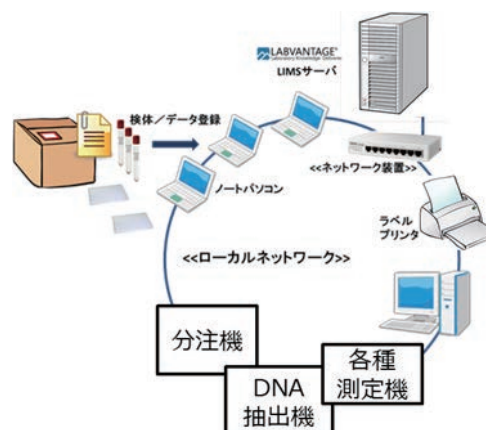 LABVANTAGE®
Laboratory Knowledge Delivered
LIMSサーバ
検体／データ登録
<<ネットワーク装置>>
ノートパソコン
ラベル
プリンタ
<<ローカルネットワーク>>
分注機
各種
測定機
DNA
抽出機